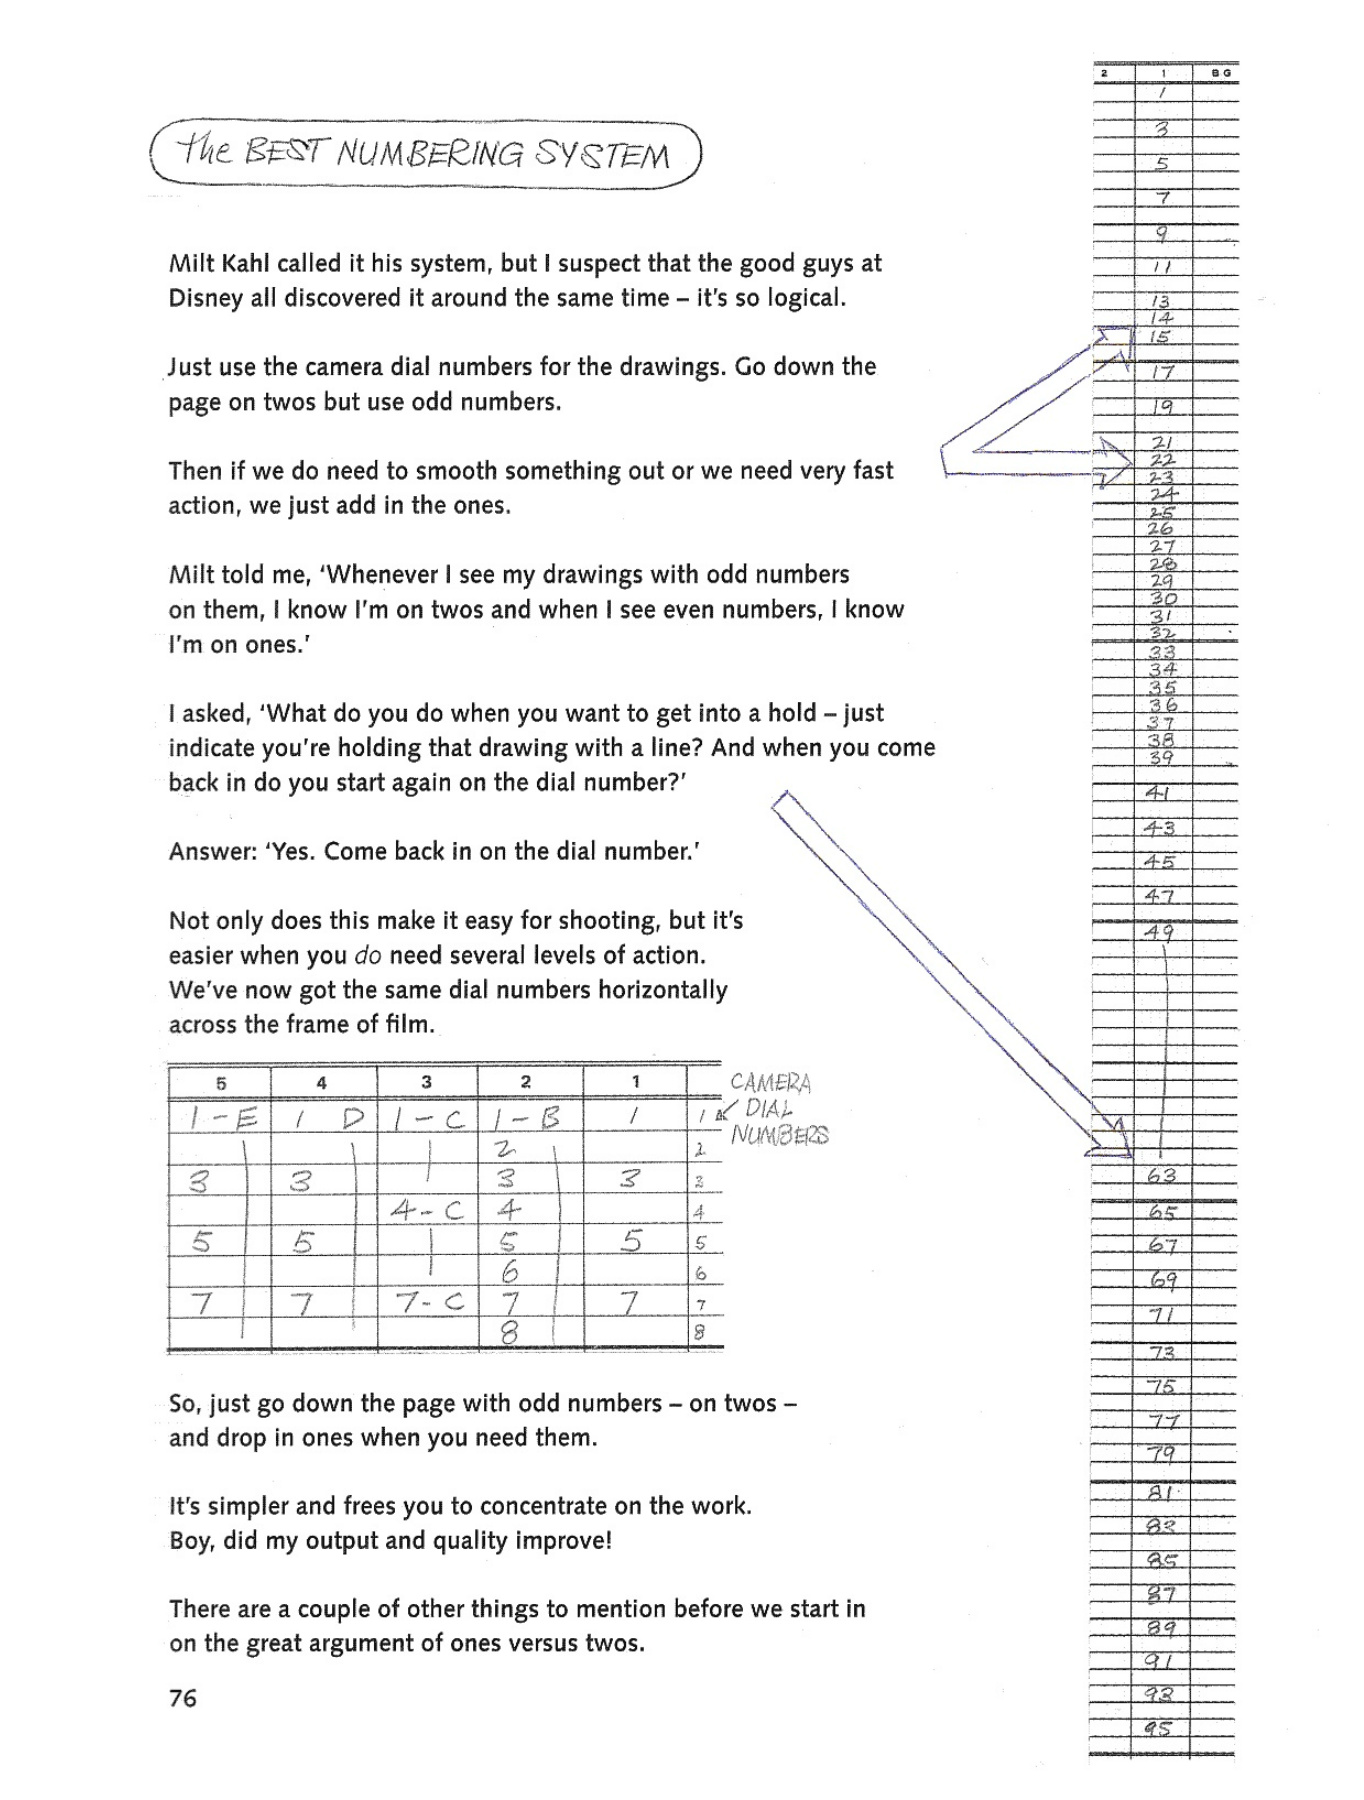 the BEST NUMBERING SYSTEM
Milt Kahl called it his system, but I suspect that the good guys at
Disney all discovered it around the same time – it's so logical.
Just use the camera dial numbers for the drawings. Go down the
page on twos but use odd numbers.
Then if we do need to smooth something out or we need very fast
action, we just add in the ones.
Milt told me, 'Whenever I see my drawings with odd numbers
on them, I know I'm on twos and when I see even numbers, I know
I'm on ones.'
I asked, 'What do you do when you want to get into a hold – just
indicate you're holding that drawing with a line? And when you come
back in do you start again on the dial number?'
Answer: 'Yes. Come back in on the dial number.'
Not only does this make it easy for shooting, but it's
easier when you do need several levels of action.
We've now got the same dial numbers horizontally
across the frame of film.
5 4 3 2 1
CAMERA
DIAL
NUMBERS
1-E 1 D 1-C 1-B 1 1
2 2
3 3 3 3 3
4-C 4 4
5 5 5 5 5
6 6
7 7 7-C 7 7 7
8 8
So, just go down the page with odd numbers – on twos –
and drop in ones when you need them.
It's simpler and frees you to concentrate on the work.
Boy, did my output and quality improve!
There are a couple of other things to mention before we start in
on the great argument of ones versus twos.
76
2 1 BG
1
3
5
7
9
11
13
14
15
17
19
21
22
23
24
25
26
27
28
29
30
31
32
33
34
35
36
37
38
39
41
43
45
47
49
63
65
67
69
71
73
75
77
79
81
83
85
87
89
91
93
95